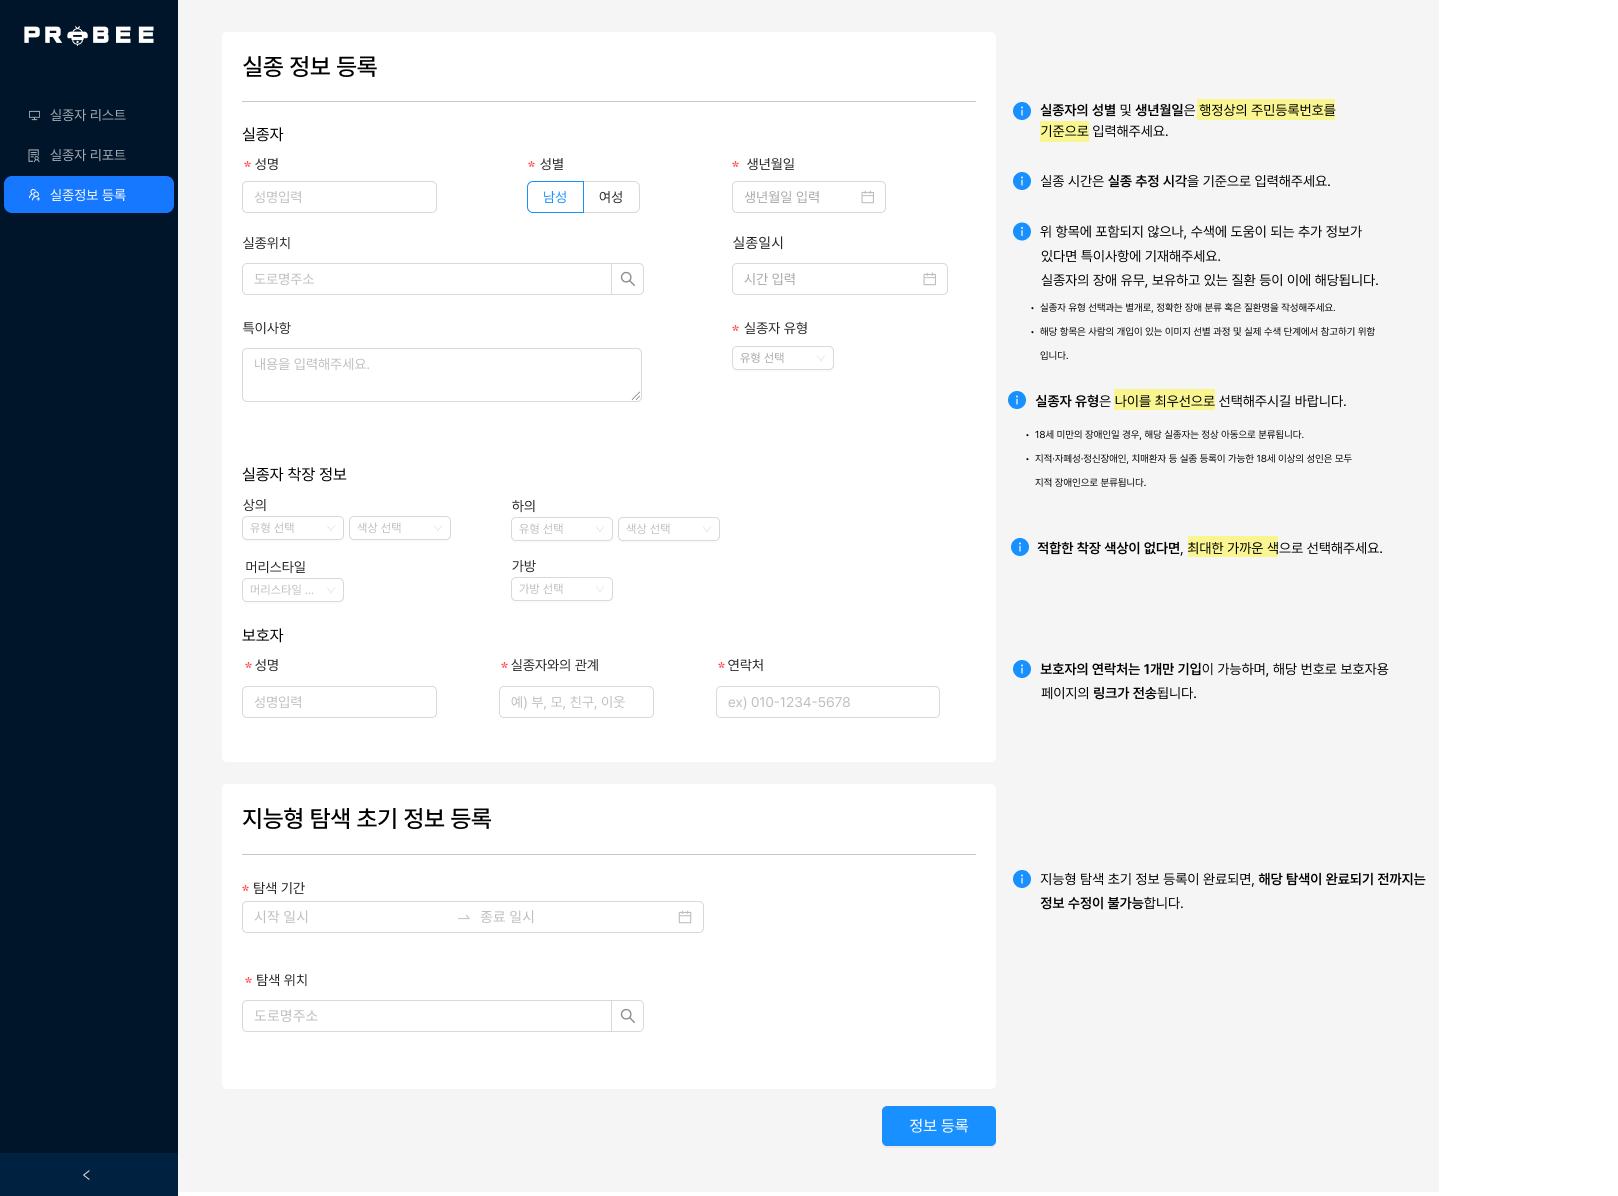 PROBEE
실종자 리스트
실종자 리포트
실종정보 등록
실종 정보 등록
실종자
* 성명
* 성별
* 생년월일
성명입력
남성
여성
생년월일 입력
실종위치
실종일시
도로명주소
시간 입력
특이사항
* 실종자 유형
내용을 입력해주세요.
유형 선택
실종자 착장 정보
상의
하의
유형 선택
색상 선택
유형 선택
색상 선택
머리스타일
가방
머리스타일 ...
가방 선택
보호자
* 성명
* 실종자와의 관계
* 연락처
성명입력
예) 부, 모, 친구, 이웃
ex) 010-1234-5678
지능형 탐색 초기 정보 등록
* 탐색 기간
시작 일시 → 종료 일시
* 탐색 위치
도로명주소
정보 등록
실종자의 성별 및 생년월일은 행정상의 주민등록번호를
기준으로 입력해주세요.
실종 시간은 실종 추정 시각을 기준으로 입력해주세요.
위 항목에 포함되지 않으나, 수색에 도움이 되는 추가 정보가
있다면 특이사항에 기재해주세요.
실종자의 장애 유무, 보유하고 있는 질환 등이 이에 해당됩니다.
• 실종자 유형 선택과는 별개로, 정확한 장애 분류 혹은 질환명을 작성해주세요.
• 해당 항목은 사람의 개입이 있는 이미지 선별 과정 및 실제 수색 단계에서 참고하기 위함
입니다.
실종자 유형은 나이를 최우선으로 선택해주시길 바랍니다.
• 18세 미만의 장애인일 경우, 해당 실종자는 정상 아동으로 분류됩니다.
• 지적·자폐성·정신장애인, 치매환자 등 실종 등록이 가능한 18세 이상의 성인은 모두
지적 장애인으로 분류됩니다.
적합한 착장 색상이 없다면, 최대한 가까운 색으로 선택해주세요.
보호자의 연락처는 1개만 기입이 가능하며, 해당 번호로 보호자용
페이지의 링크가 전송됩니다.
지능형 탐색 초기 정보 등록이 완료되면, 해당 탐색이 완료되기 전까지는
정보 수정이 불가능합니다.